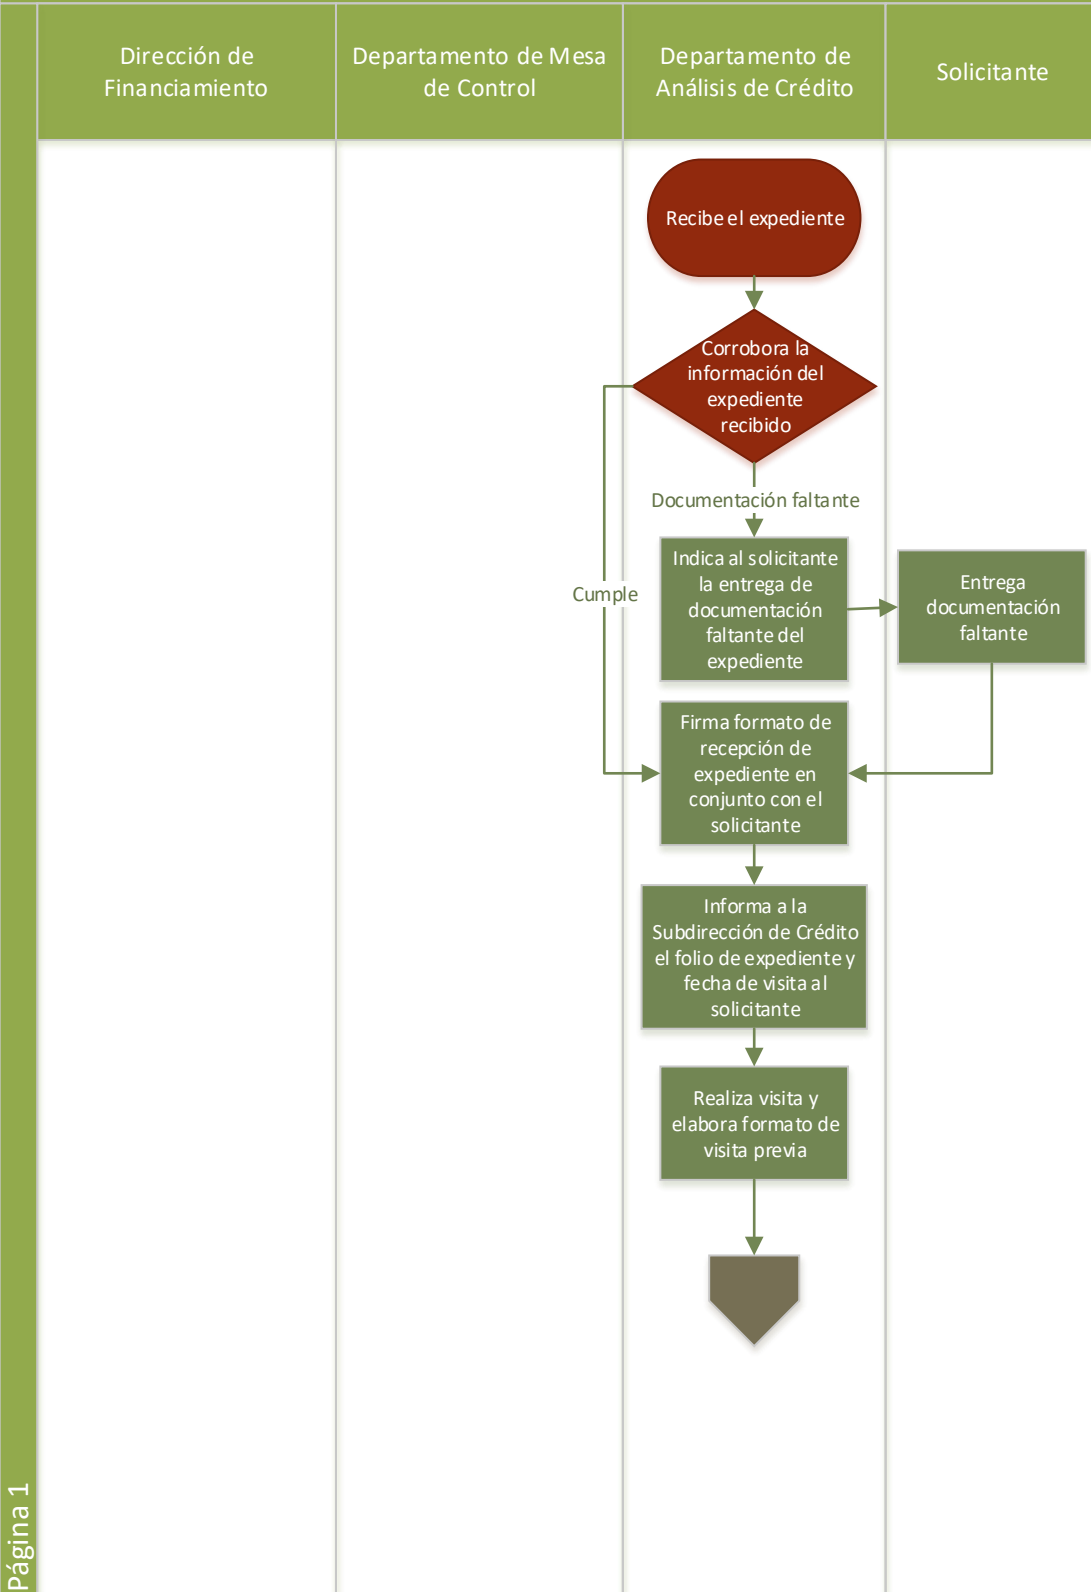 Dirección de
Financiamiento
Departamento de Mesa
de Control
Departamento de
Análisis de Crédito
Solicitante
Recibe el expediente
Corrobora la
información del
expediente
recibido
Documentación faltante
Cumple
Indica al solicitante
la entrega de
documentación
faltante del
expediente
Entrega
documentación
faltante
Firma formato de
recepción de
expediente en
conjunto con el
solicitante
Informa a la
Subdirección de Crédito
el folio de expediente y
fecha de visita al
solicitante
Realiza visita y
elabora formato de
visita previa
Página 1